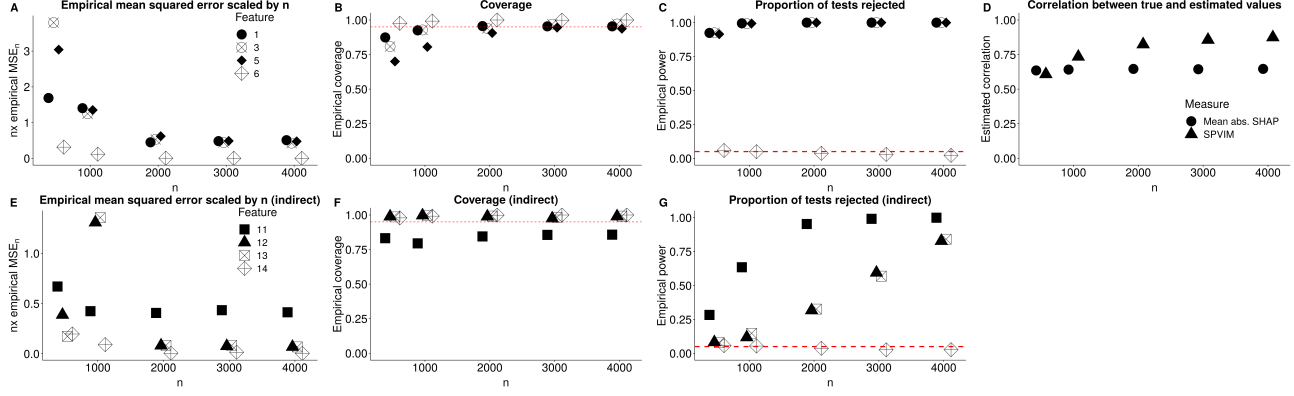 A Empirical mean squared error scaled by n
nx empirical MSEn
3
2
1
0
1000 2000 3000 4000
n
Feature
1
3
5
6
B Coverage
Empirical coverage
1.00
0.75
0.50
0.25
0.00
1000 2000 3000 4000
n
C Proportion of tests rejected
Empirical power
1.00
0.75
0.50
0.25
0.00
1000 2000 3000 4000
n
D Correlation between true and estimated values
Estimated correlation
1.00
0.75
0.50
0.25
0.00
1000 2000 3000 4000
n
Measure
Mean abs. SHAP
SPVIM
E Empirical mean squared error scaled by n (indirect)
nx empirical MSEn
1.0
0.5
0.0
1000 2000 3000 4000
n
Feature
11
12
13
14
F Coverage (indirect)
Empirical coverage
1.00
0.75
0.50
0.25
0.00
1000 2000 3000 4000
n
G Proportion of tests rejected (indirect)
Empirical power
1.00
0.75
0.50
0.25
0.00
1000 2000 3000 4000
n